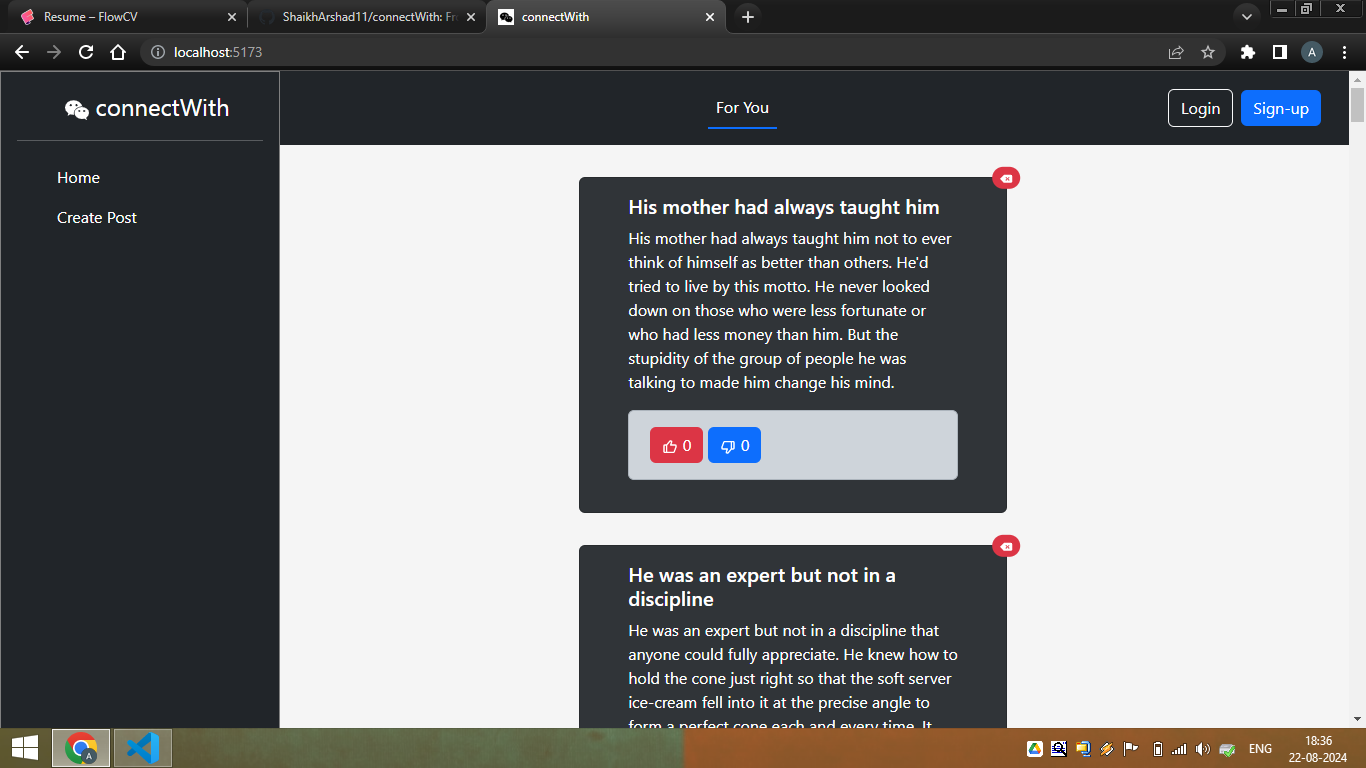 Resume – FlowCV
ShaikhArshad11/connectWith: Fro
connectWith
localhost:5173
A
connectWith
For You
Login
Sign-up
Home
Create Post
His mother had always taught him
His mother had always taught him not to ever
think of himself as better than others. He'd
tried to live by this motto. He never looked
down on those who were less fortunate or
who had less money than him. But the
stupidity of the group of people he was
talking to made him change his mind.
0
0
He was an expert but not in a
discipline
He was an expert but not in a discipline that
anyone could fully appreciate. He knew how to
hold the cone just right so that the soft server
ice-cream fell into it at the precise angle to
form a perfect cone each and every time. It
A
ENG
18:36
22-08-2024